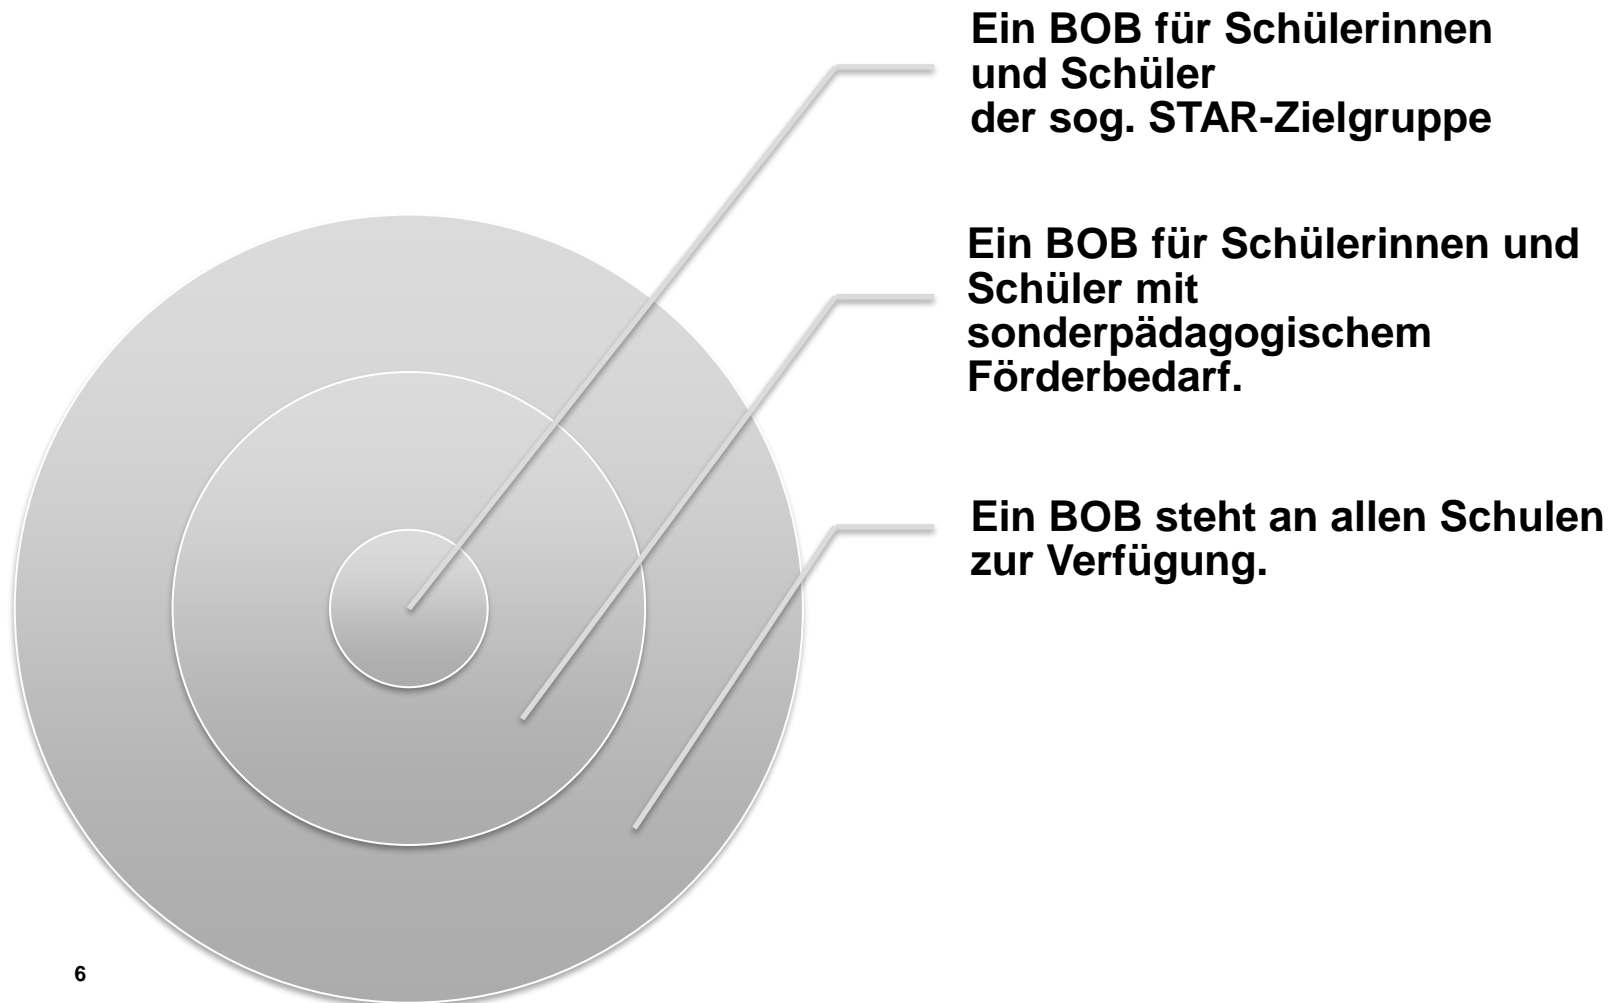 Ein BOB für Schülerinnen
und Schüler
der sog. STAR-Zielgruppe
Ein BOB für Schülerinnen und
Schüler mit
sonderpädagogischem
Förderbedarf.
Ein BOB steht an allen Schulen
zur Verfügung.
6